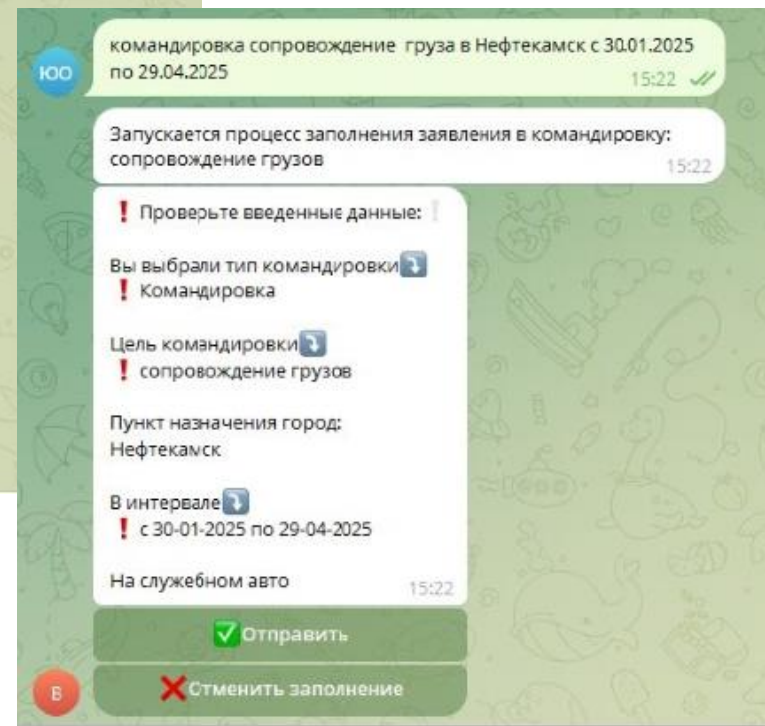 ЮО
командировка сопровождение груза в Нефтекамск с 30.01.2025
по 29.04.2025
15:22
Запускается процесс заполнения заявления в командировку:
сопровождение грузов
15:22
❗ Проверьте введенные данные:❕
Вы выбрали тип командировки⤵️
❗ Командировка
Цель командировки⤵️
❗ сопровождение грузов
Пункт назначения город:
Нефтекамск
В интервале⤵️
❗ с 30-01-2025 по 29-04-2025
На служебном авто
15:22
✅Отправить
❌Отменить заполнение
В